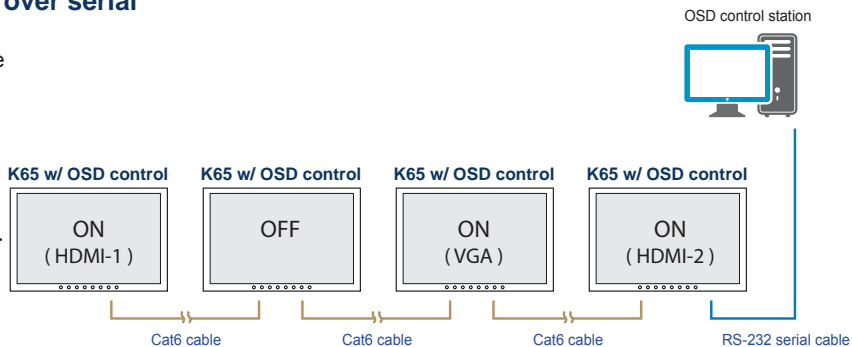 over serial
OSD control station
e
K65 w/ OSD control K65 w/ OSD control K65 w/ OSD control K65 w/ OSD control
ON OFF ON ON
( HDMI-1 ) ( VGA ) ( HDMI-2 )
.
Cat6 cable Cat6 cable Cat6 cable RS-232 serial cable